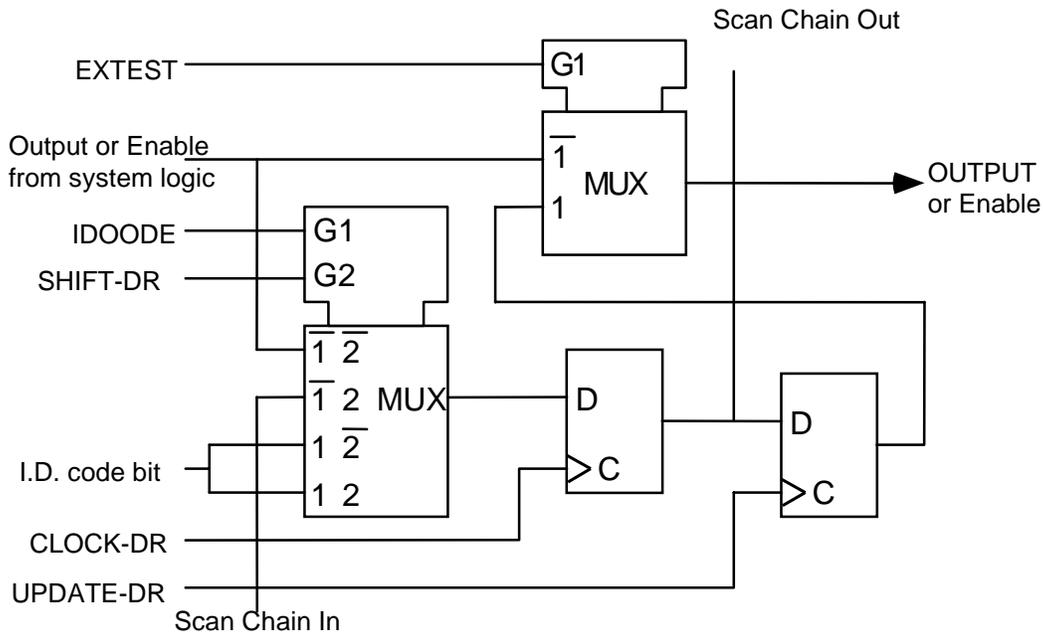 Scan Chain Out
EXTEST
G1
Output or Enable
from system logic
1̅
MUX
1
OUTPUT
or Enable
IDOODE
G1
SHIFT-DR
G2
1̅ 2̅
1̅ 2 MUX
1 2̅
1 2
D
C
D
C
I.D. code bit
CLOCK-DR
UPDATE-DR
Scan Chain In